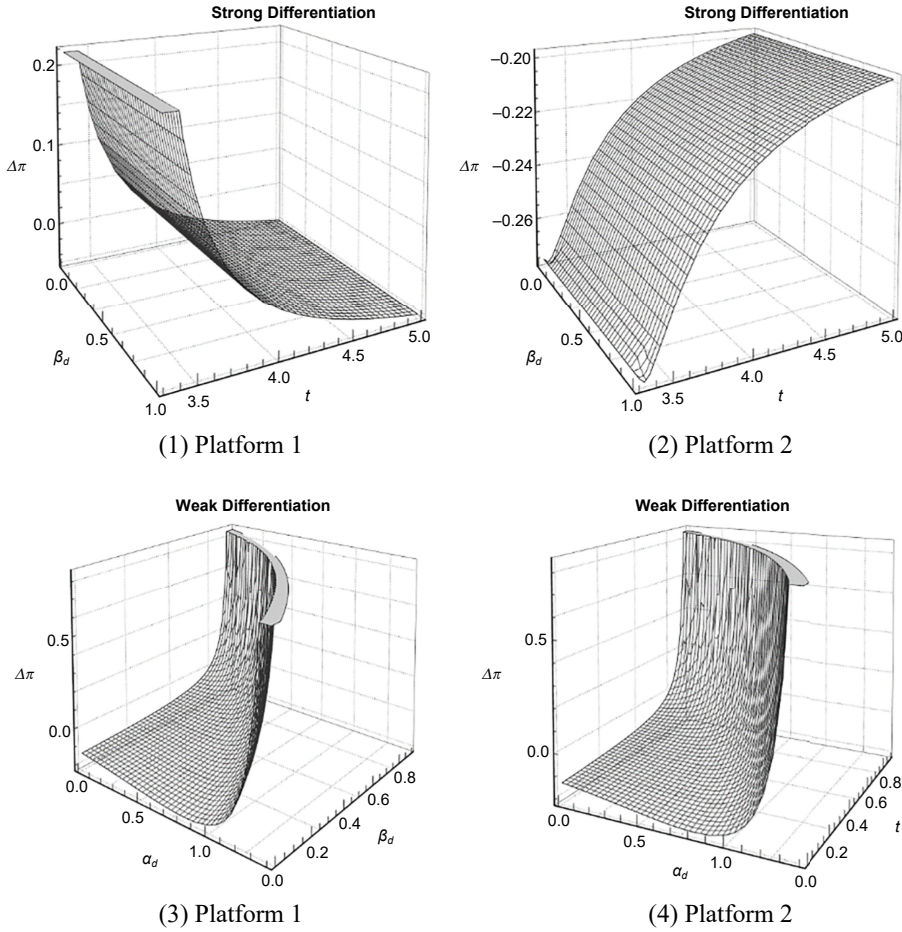 Strong Differentiation
0.2
0.1
Δπ
0.0
0.0
0.5
βd
1.0
3.5
4.0
t
4.5
5.0
(1) Platform 1
Strong Differentiation
−0.20
−0.22
Δπ
−0.24
−0.26
0.0
0.5
βd
1.0
3.5
4.0
t
4.5
5.0
(2) Platform 2
Weak Differentiation
0.5
Δπ
0.0
0.0
0.5
αd
1.0
0.0
0.2
0.4
βd
0.6
0.8
(3) Platform 1
Weak Differentiation
0.5
Δπ
0.0
0.0
0.5
αd
1.0
0.0
0.2
0.4
t
0.6
0.8
(4) Platform 2